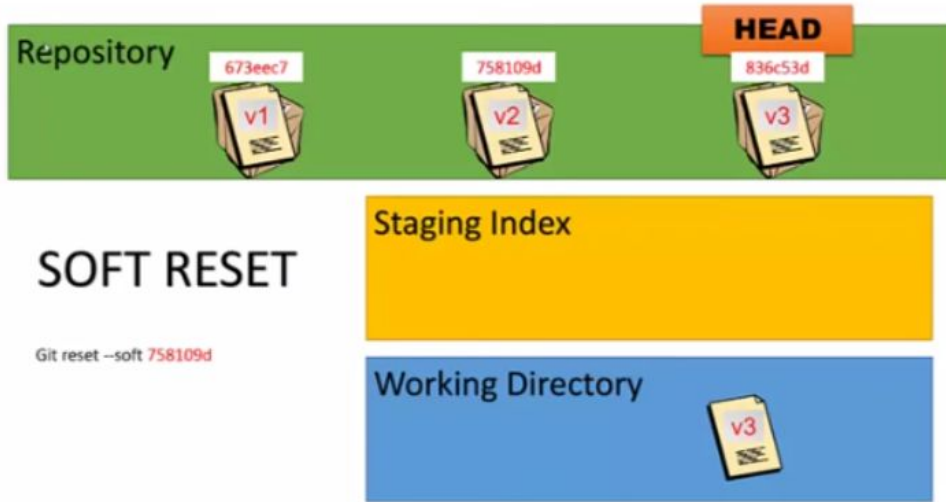 HEAD
Repository
673eec7
758109d
836c53d
v1
v2
v3
Staging Index
SOFT RESET
Git reset --soft 758109d
Working Directory
v3